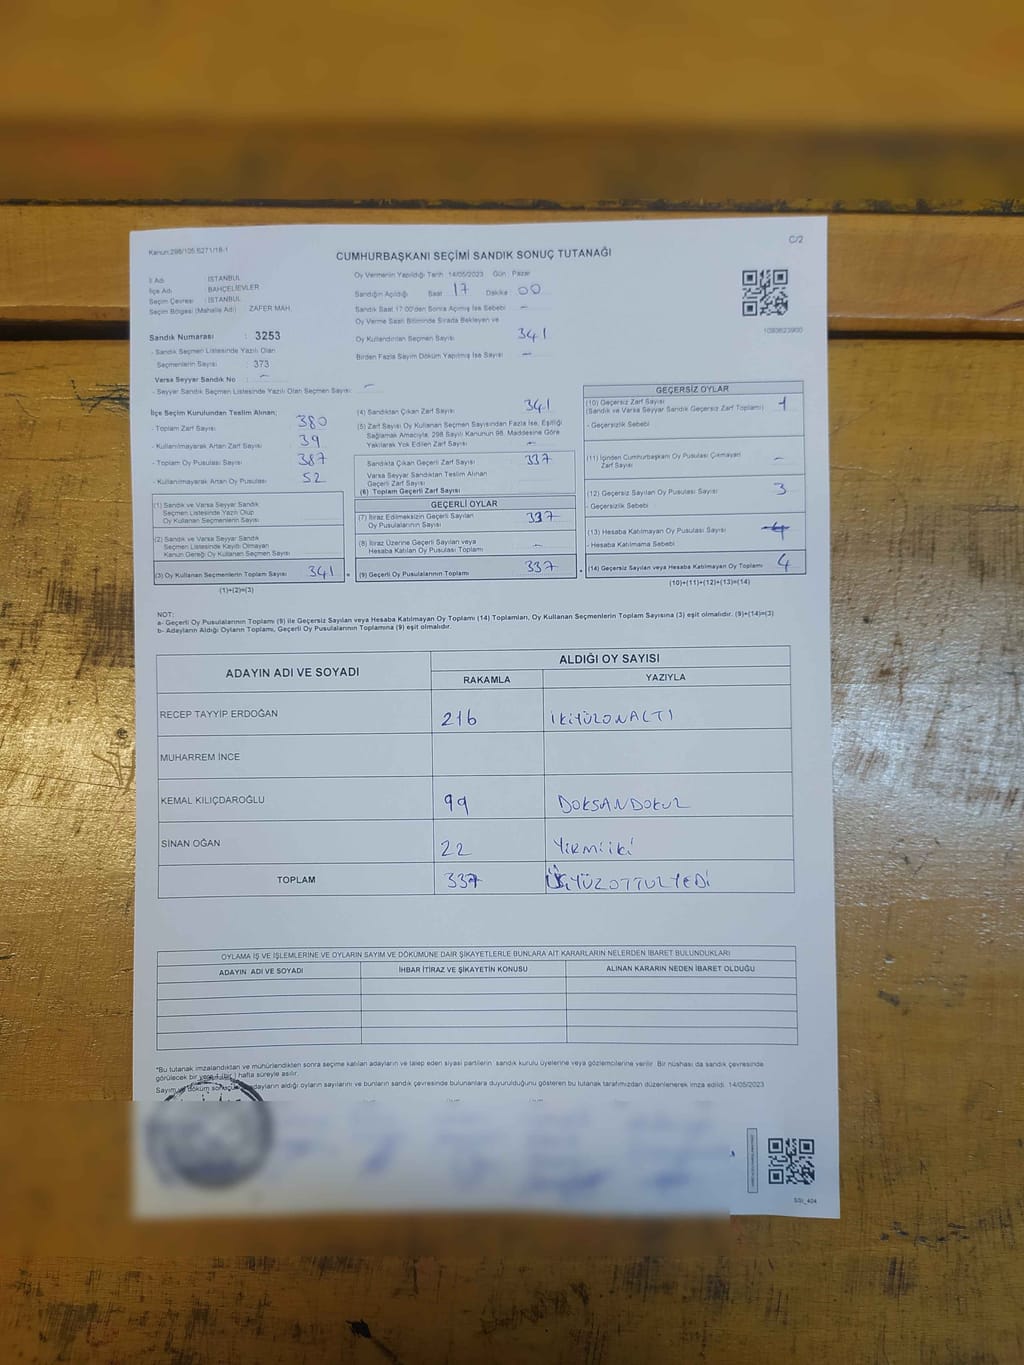 Kanun:298/105.6271/18-1
C/2
CUMHURBAŞKANI SEÇİMİ SANDIK SONUÇ TUTANAĞI
İl Adı : İSTANBUL
İlçe Adı : BAHÇELİEVLER
Seçim Çevresi : İSTANBUL
Seçim Bölgesi (Mahalle Adı) : ZAFER MAH.
Sandık Numarası : 3253
- Sandık Seçmen Listesinde Yazılı Olan
Seçmenlerin Sayısı : 373
Varsa Seyyar Sandık No : -
- Seyyar Sandık Seçmen Listesinde Yazılı Olan Seçmen Sayısı: -
Oy Vermenin Yapıldığı Tarih : 14/05/2023 Gün : Pazar
Sandığın Açıldığı Saat 17 Dakika : 00
Sandık Saat 17:00'den Sonra Açılmış İse Sebebi -
Oy Verme Saati Bitiminde Sırada Bekleyen ve
Oy Kullandırılan Seçmen Sayısı: 341
Birden Fazla Sayım Döküm Yapılmış İse Sayısı: -
1093623900
İlçe Seçim Kurulundan Teslim Alınan;
- Toplam Zarf Sayısı : 380
- Kullanılmayarak Artan Zarf Sayısı : 39
- Toplam Oy Pusulası Sayısı : 387
- Kullanılmayarak Artan Oy Pusulası : 52
(1) Sandık ve Varsa Seyyar Sandık
Seçmen Listesinde Yazılı Olup
Oy Kullanan Seçmenlerin Sayısı :
(2) Sandık ve Varsa Seyyar Sandık
Seçmen Listesinde Kaydı Olmayan
Kanun Gereği Oy Kullanan Seçmen Sayısı :
(3) Oy Kullanan Seçmenlerin Toplam Sayısı : 341
(1)+(2)=(3)
(4) Sandıktan Çıkan Zarf Sayısı : 341
(5) Zarf Sayısı Oy Kullanan Seçmen Sayısından Fazla İse, Eşitliği
Sağlamak Amacıyla; 298 Sayılı Kanunun 98. Maddesine Göre
Yakılarak Yok Edilen Zarf Sayısı : -
Sandıkta Çıkan Geçerli Zarf Sayısı : 337
Varsa Seyyar Sandıktan Teslim Alınan
Geçerli Zarf Sayısı :
(6) Toplam Geçerli Zarf Sayısı :
GEÇERLİ OYLAR
(7) İtiraz Edilmeksizin Geçerli Sayılan
Oy Pusulalarının Sayısı : 337
(8) İtiraz Üzerine Geçerli Sayılan veya
Hesaba Katılan Oy Pusulası Toplamı : -
(9) Geçerli Oy Pusulalarının Toplamı : 337
GEÇERSİZ OYLAR
(10) Geçersiz Zarf Sayısı : 1
(Sandık ve Varsa Seyyar Sandık Geçersiz Zarf Toplamı)
- Geçersizlik Sebebi
(11) İçinden Cumhurbaşkanı Oy Pusulası Çıkmayan
Zarf Sayısı : -
(12) Geçersiz Sayılan Oy Pusulası Sayısı : 3
- Geçersizlik Sebebi
(13) Hesaba Katılmayan Oy Pusulası Sayısı :
- Hesaba Katılmama Sebebi
(14) Geçersiz Sayılan veya Hesaba Katılmayan Oy Toplamı : 4
(10)+(11)+(12)+(13)=(14)
NOT:
a- Geçerli Oy Pusulalarının Toplamı (9) ile Geçersiz Sayılan veya Hesaba Katılmayan Oy Toplamı (14) Toplamları, Oy Kullanan Seçmenlerin Toplam Sayısına (3) eşit olmalıdır. (9)+(14)=(3)
b- Adayların Aldığı Oyların Toplamı, Geçerli Oy Pusulalarının Toplamına (9) eşit olmalıdır.
ADAYIN ADI VE SOYADI
ALDIĞI OY SAYISI
RAKAMLA YAZIYLA
RECEP TAYYİP ERDOĞAN 216 İKİYÜZONALTI
MUHARREM İNCE
KEMAL KILIÇDAROĞLU 99 DOKSANDOKUZ
SİNAN OĞAN 22 Yirmiiki
TOPLAM 337 ÜÇYÜZOTUZYEDİ
OYLAMA İŞ VE İŞLEMLERİNE VE OYLARIN SAYIM VE DÖKÜMÜNE DAİR ŞİKAYETLERLE BUNLARA AİT KARARLARIN NELERDEN İBARET BULUNDUKLARI
ADAYIN ADI VE SOYADI İHBAR İTİRAZ VE ŞİKAYETİN KONUSU ALINAN KARARIN NEDEN İBARET OLDUĞU
*Bu tutanak imzalandıktan ve mühürlendikten sonra seçime katılan adayların ve talep eden siyasi partilerin sandık kurulu üyelerine veya gözlemcilerine verilir. Bir nüshası da sandık çevresinde
görülecek bir yere 1 (bir) hafta süreyle asılır.
Sayım ve döküm adayların aldığı oyların sayılarını ve bunların sandık çevresinde bulunanlara duyurulduğunu gösteren bu tutanak tarafımızdan düzenlenerek imza edildi. 14/05/2023
SSI_404